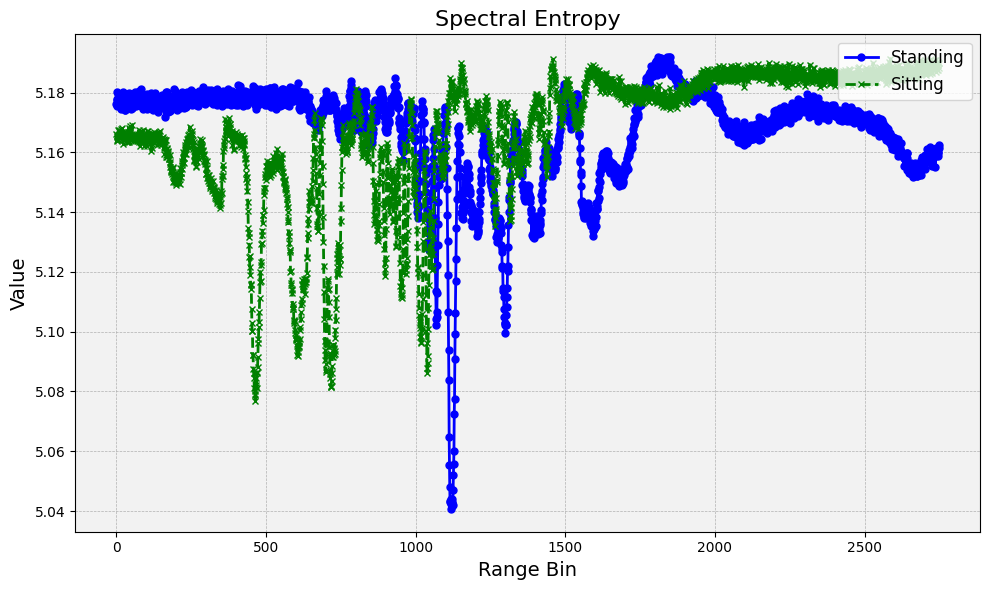 Spectral Entropy
Standing
Sitting
Value
5.18
5.16
5.14
5.12
5.10
5.08
5.06
5.04
0 500 1000 1500 2000 2500
Range Bin